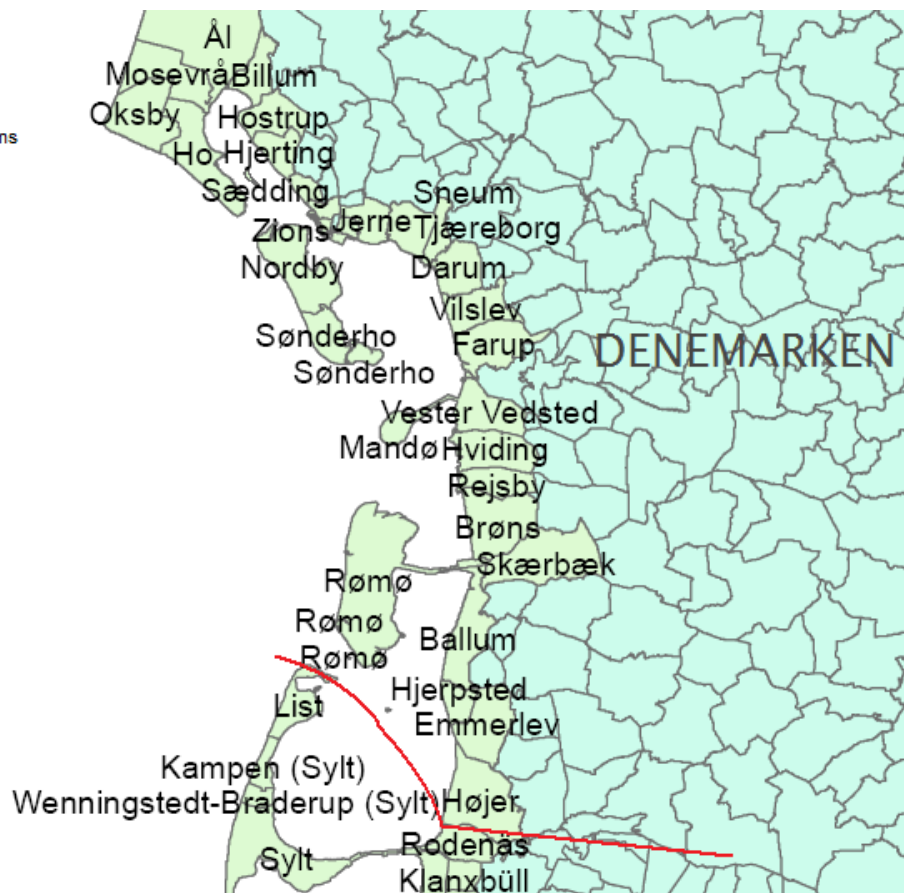 Ål
Mosevrå Billum
Oksby
Hostrup
ns
Ho Hjerting
Sædding
Sneum
Zions Jerne Tjæreborg
Nordby
Darum
Vilslev
Sønderho
Farup
DENEMARKEN
Sønderho
Vester Vedsted
Mandø Hviding
Rejsby
Brøns
Skærbæk
Rømø
Rømø
Ballum
Rømø
Hjerpsted
List
Emmerlev
Kampen (Sylt)
Wenningstedt-Braderup (Sylt) Højer
Rodenäs
Sylt
Klanxbüll